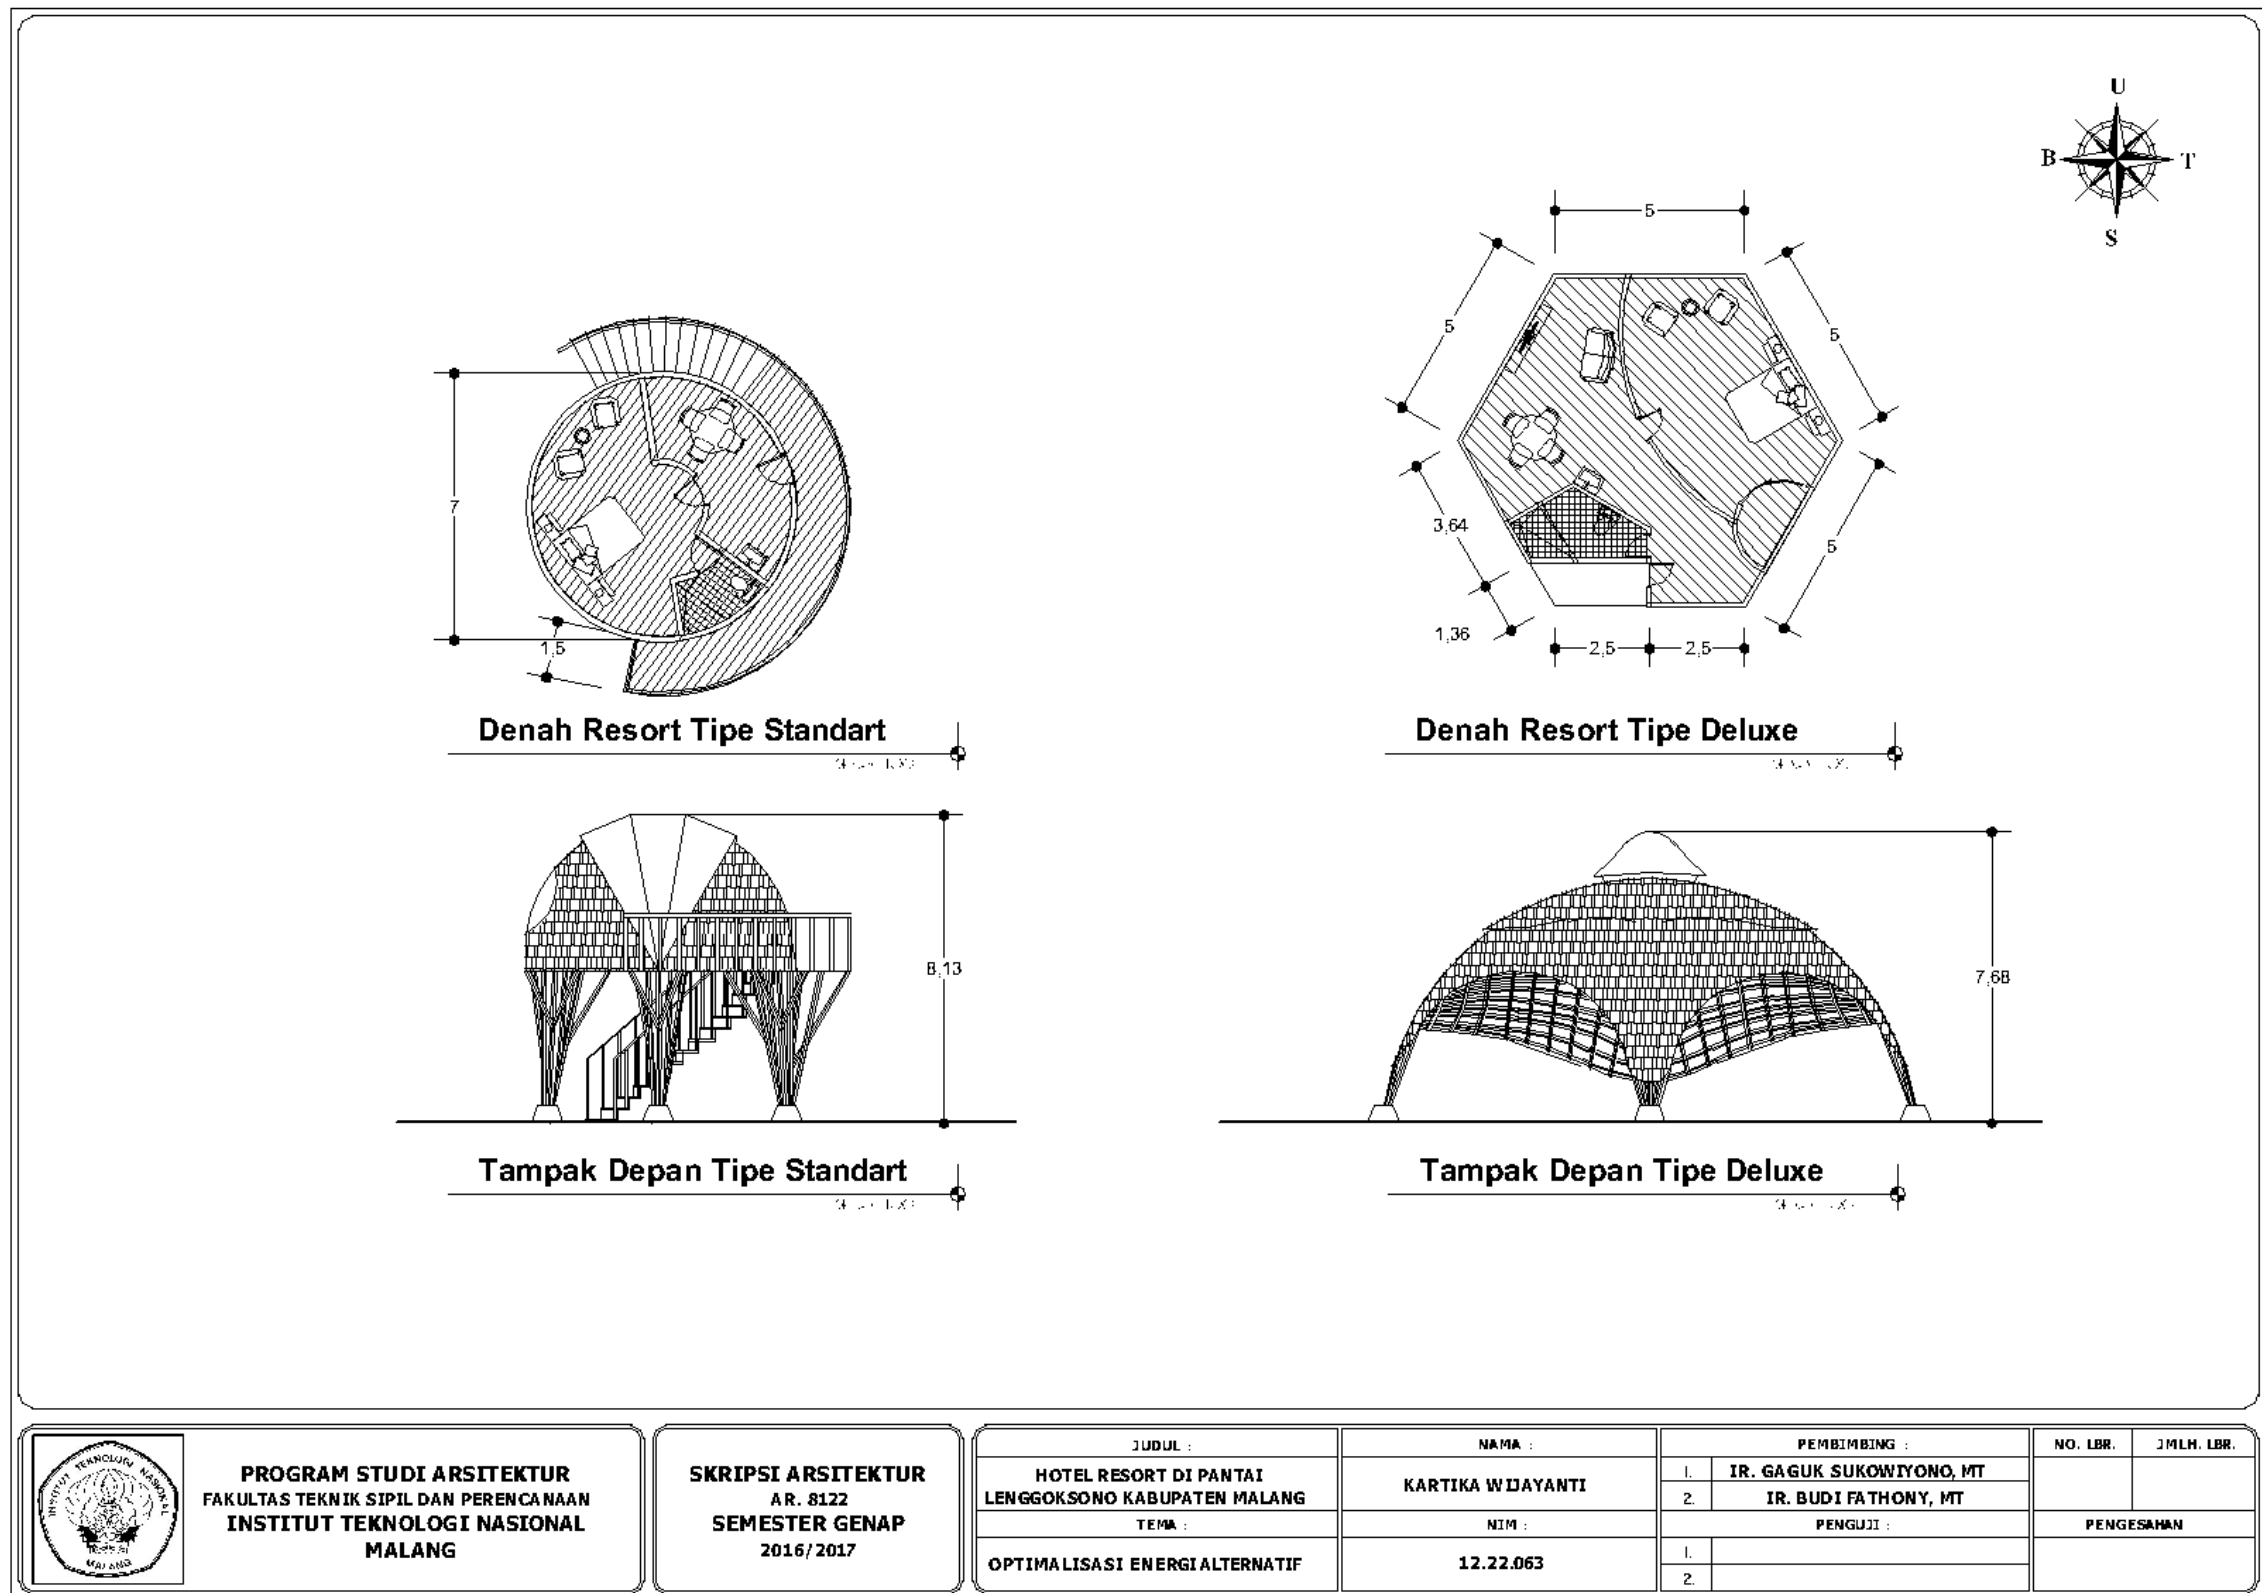 U
B
T
S
5
5
5
7
3,64
5
1,5
1,36
2,5
2,5
Denah Resort Tipe Standart
Denah Resort Tipe Deluxe
8,13
7,68
Tampak Depan Tipe Standart
Tampak Depan Tipe Deluxe
INSTITUT TEKNOLOGI NASIONAL
MALANG
PROGRAM STUDI ARSITEKTUR
FAKULTAS TEKNIK SIPIL DAN PERENCANAAN
INSTITUT TEKNOLOGI NASIONAL
MALANG
SKRIPSI ARSITEKTUR
AR. 8122
SEMESTER GENAP
2016/2017
JUDUL :
HOTEL RESORT DI PANTAI
LENGGOKSONO KABUPATEN MALANG
TEMA :
OPTIMALISASI ENERGI ALTERNATIF
NAMA :
KARTIKA WIJAYANTI
NIM :
12.22.063
PEMBIMBING :
1. IR. GAGUK SUKOWIYONO, MT
2. IR. BUDI FATHONY, MT
PENGUJI :
1.
2.
NO. LBR.
JMLH. LBR.
PENGESAHAN